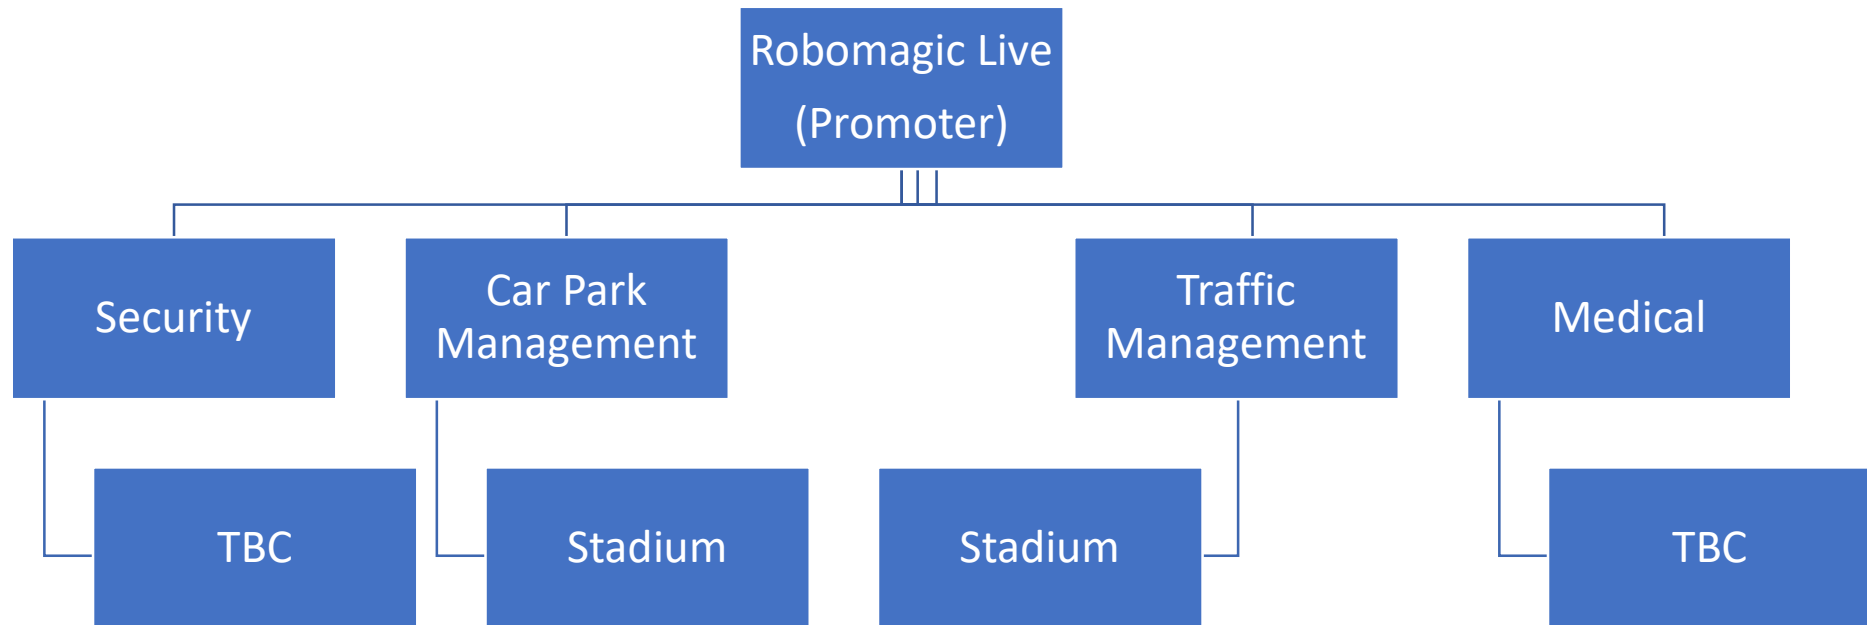 Robomagic Live
(Promoter)
Security
Car Park
Management
Traffic
Management
Medical
TBC
Stadium
Stadium
TBC